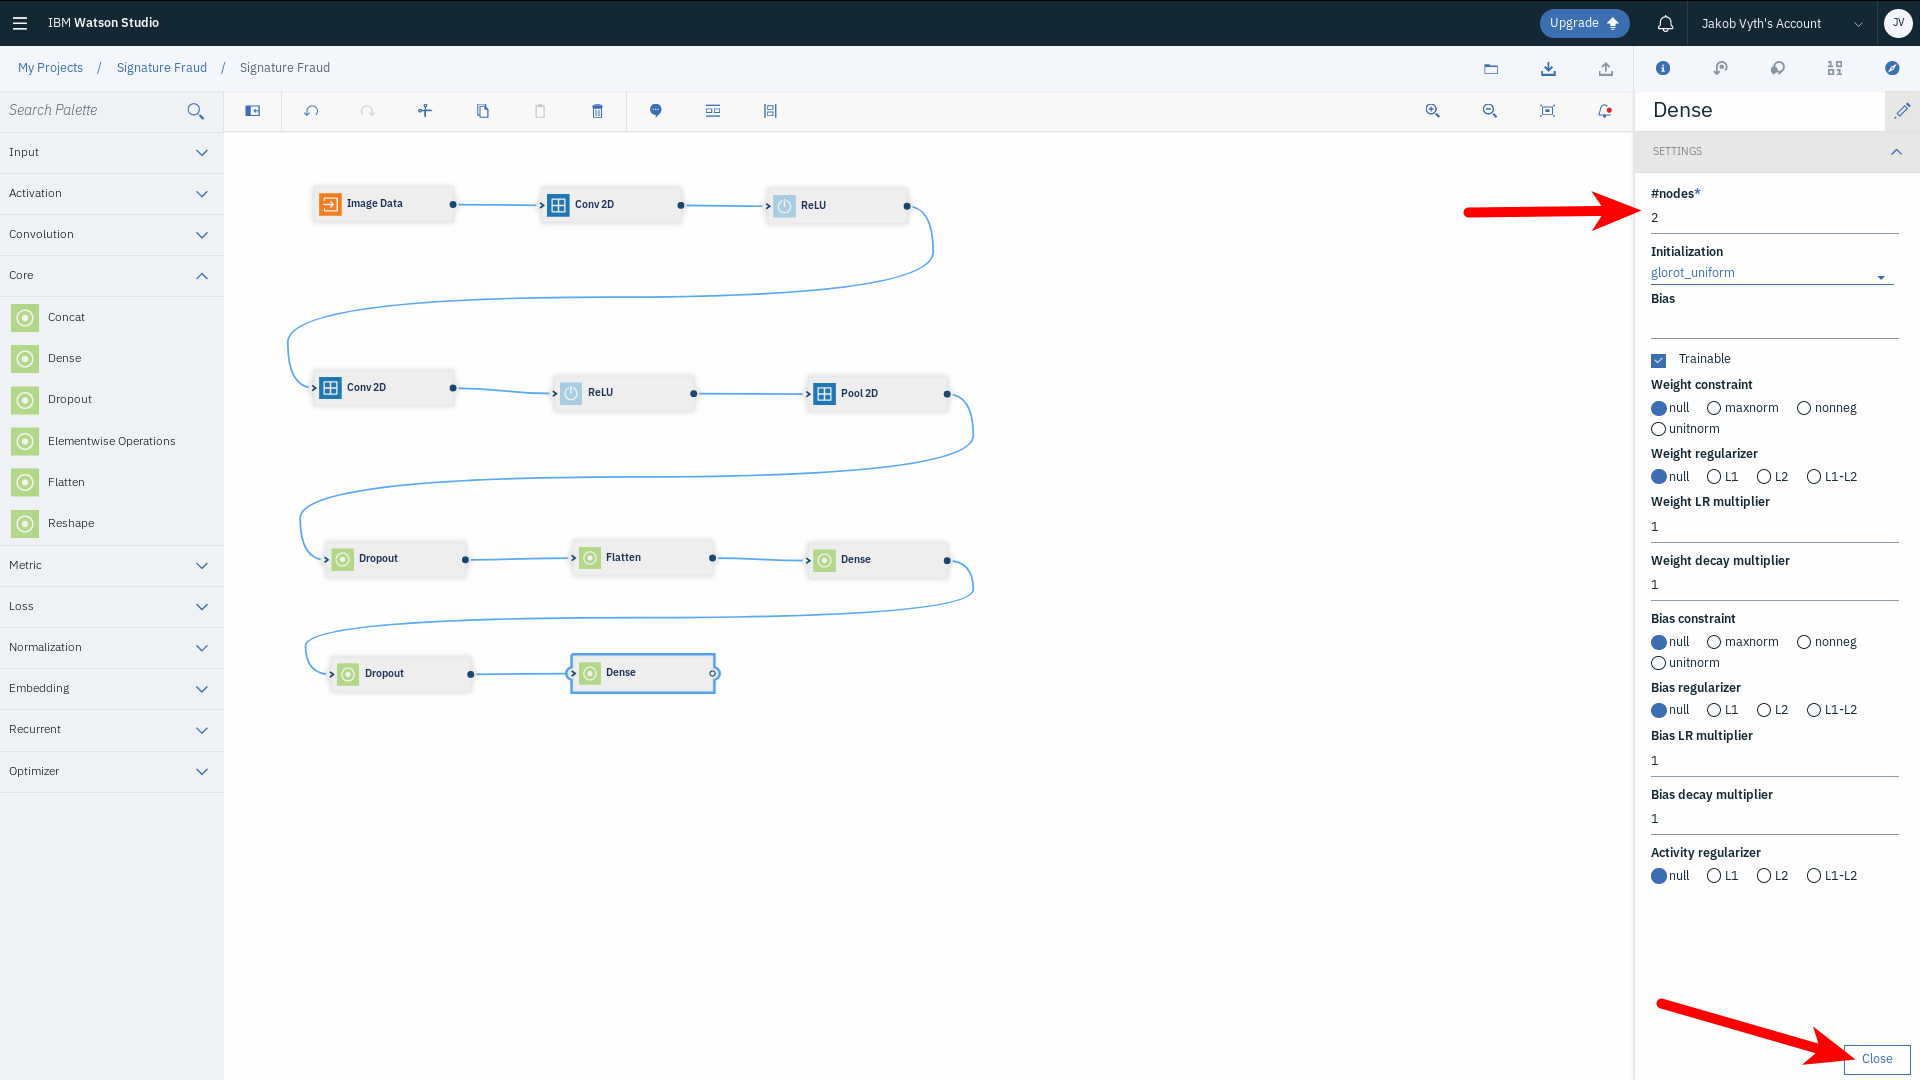 IBM Watson Studio
Upgrade
Jakob Vyth's Account
JV
My Projects / Signature Fraud / Signature Fraud
Search Palette
Input
Activation
Convolution
Core
Concat
Dense
Dropout
Elementwise Operations
Flatten
Reshape
Metric
Loss
Normalization
Embedding
Recurrent
Optimizer
Image Data
Conv 2D
ReLU
Conv 2D
ReLU
Pool 2D
Dropout
Flatten
Dense
Dropout
Dense
Dense
SETTINGS
#nodes*
2
Initialization
glorot_uniform
Bias
Trainable
Weight constraint
null maxnorm nonneg
unitnorm
Weight regularizer
null L1 L2 L1-L2
Weight LR multiplier
1
Weight decay multiplier
1
Bias constraint
null maxnorm nonneg
unitnorm
Bias regularizer
null L1 L2 L1-L2
Bias LR multiplier
1
Bias decay multiplier
1
Activity regularizer
null L1 L2 L1-L2
Close